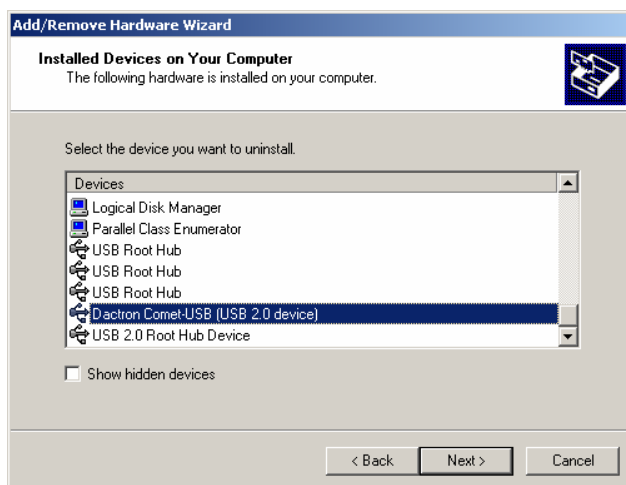 Add/Remove Hardware Wizard
Installed Devices on Your Computer
The following hardware is installed on your computer.
Select the device you want to uninstall.
Devices
Logical Disk Manager
Parallel Class Enumerator
USB Root Hub
USB Root Hub
USB Root Hub
Dactron Comet-USB (USB 2.0 device)
USB 2.0 Root Hub Device
Show hidden devices
< Back Next > Cancel